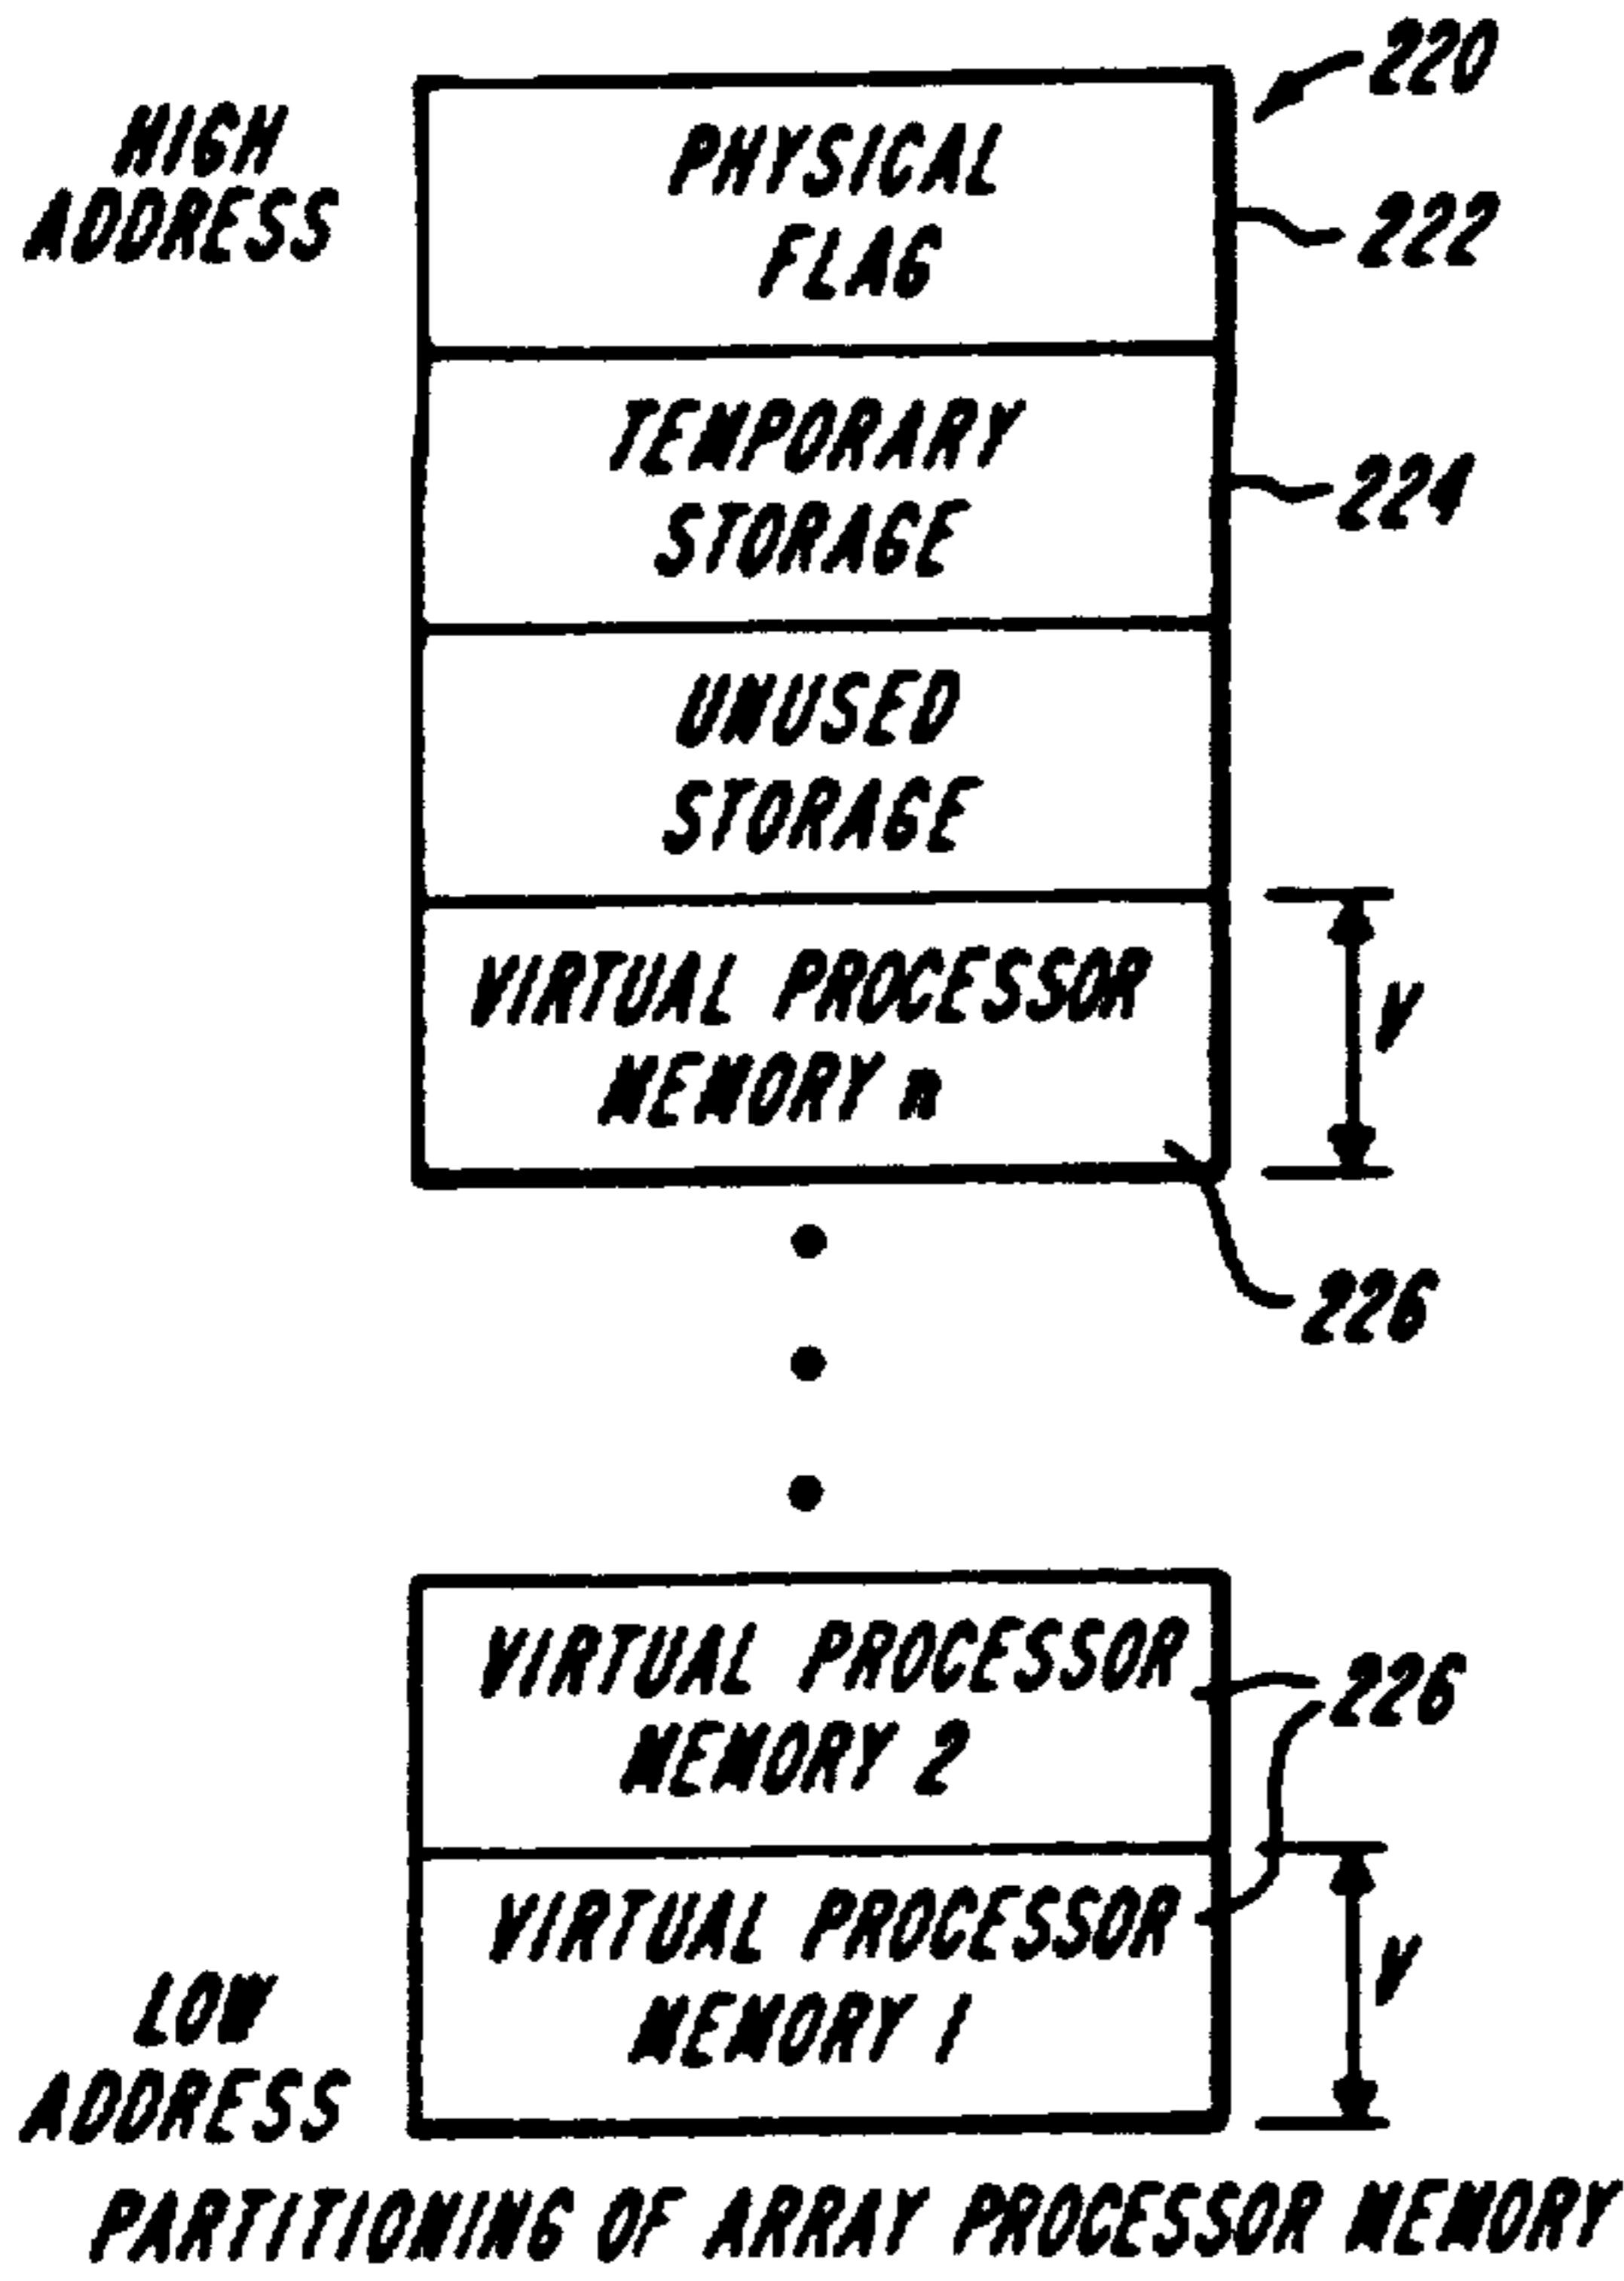 220
HIGH
ADDRESS
PHYSICAL
FLAG
222
TEMPORARY
STORAGE
224
UNUSED
STORAGE
VIRTUAL PROCESSOR
MEMORY n
V
226
VIRTUAL PROCESSOR
MEMORY 2
226
VIRTUAL PROCESSOR
MEMORY 1
V
LOW
ADDRESS
PARTITIONING OF ARRAY PROCESSOR MEMORY